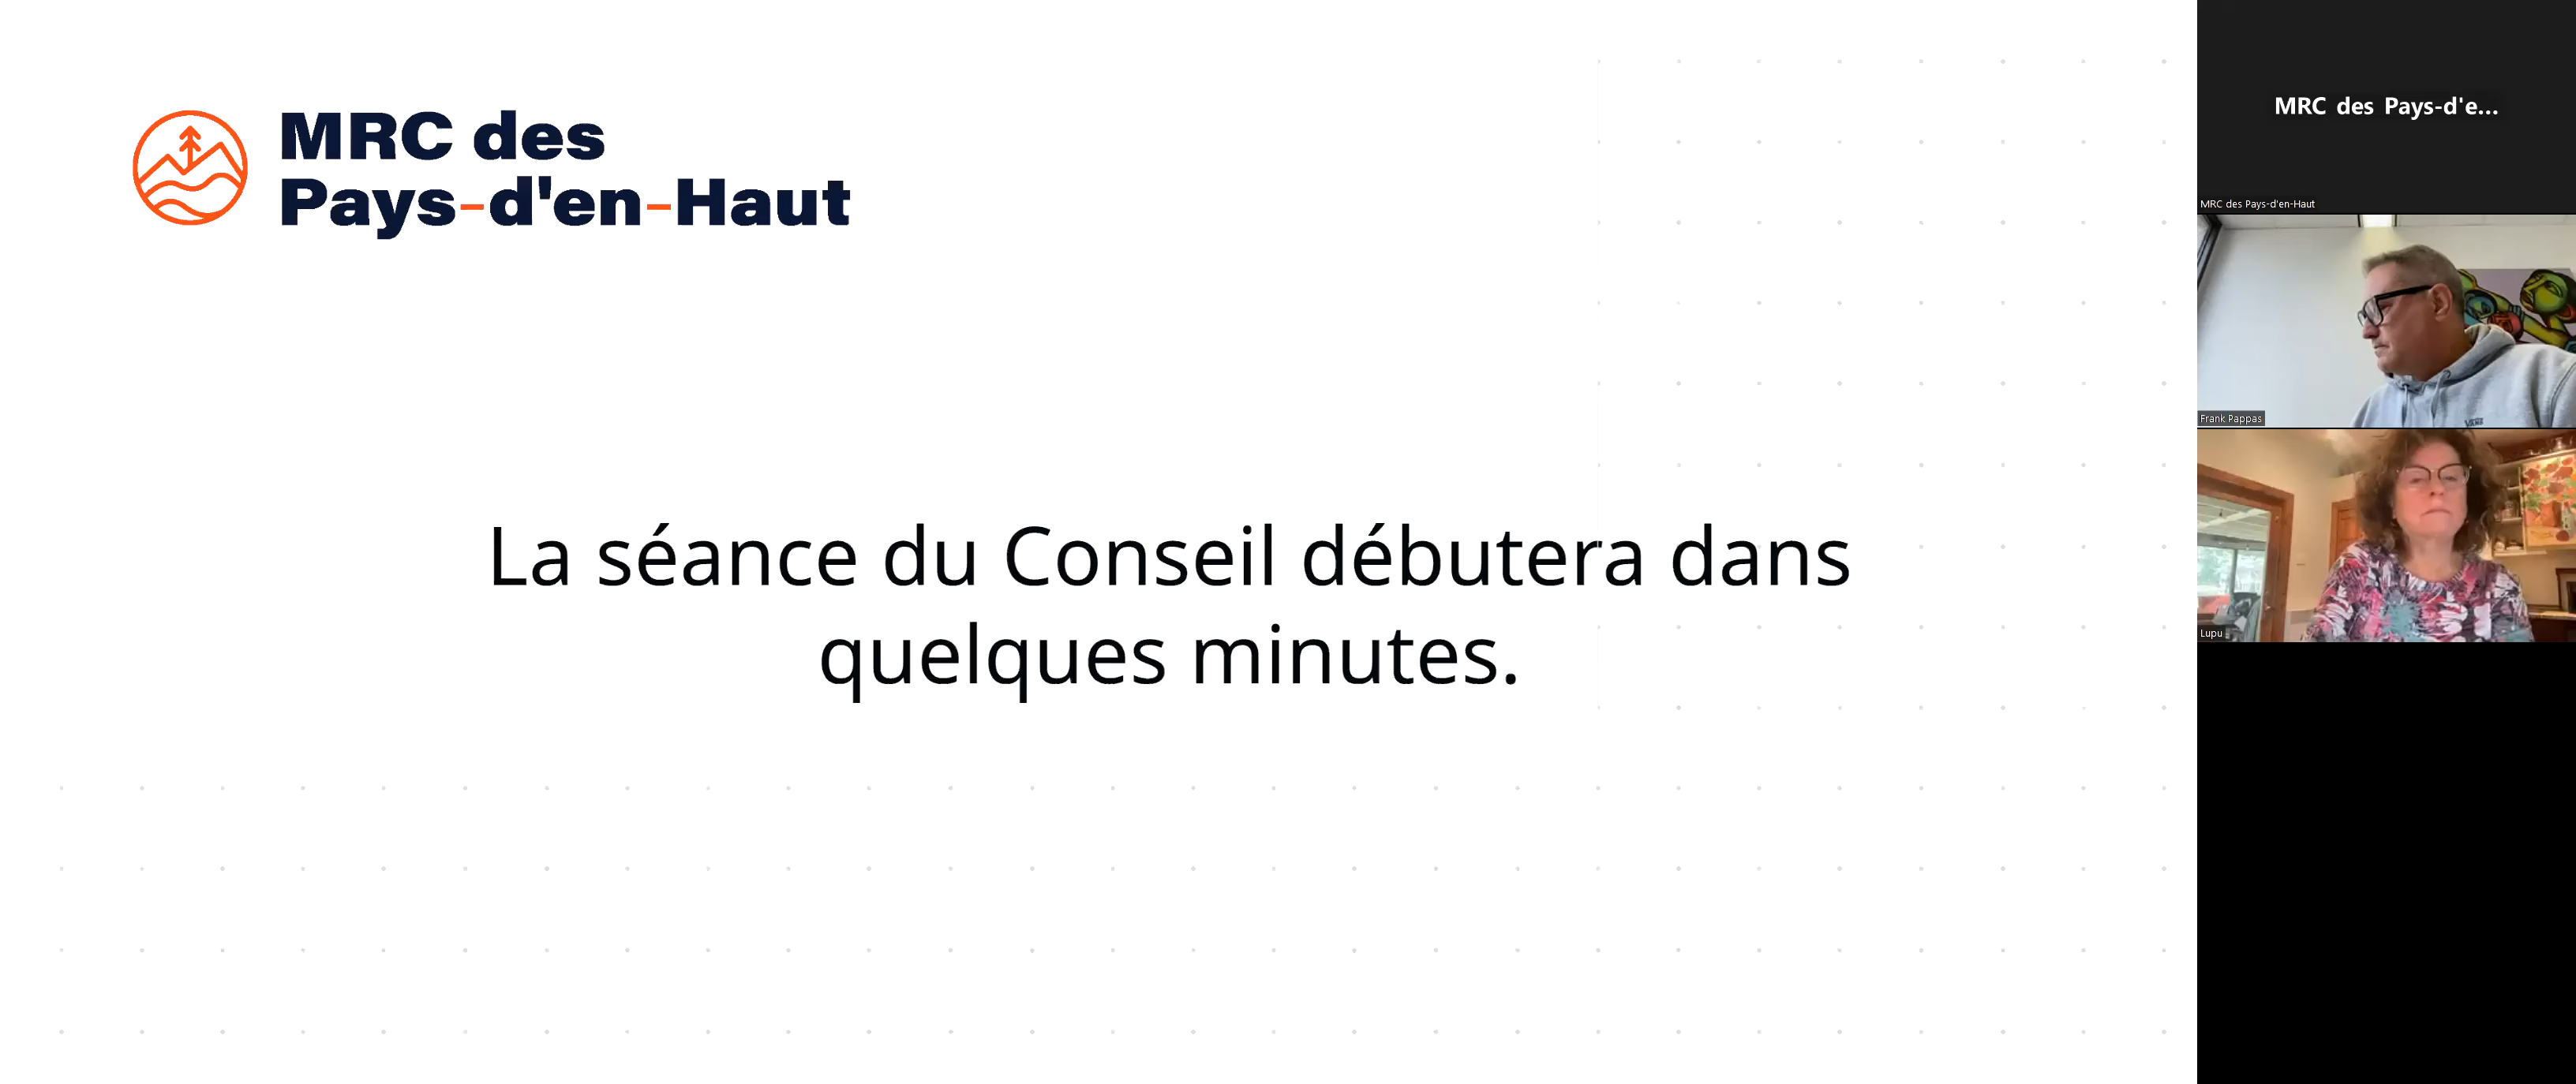 MRC des
Pays-d'en-Haut
La séance du Conseil débutera dans
quelques minutes.
MRC des Pays-d'e...
MRC des Pays-d'en-Haut
VANS
Frank Pappas
Lupu